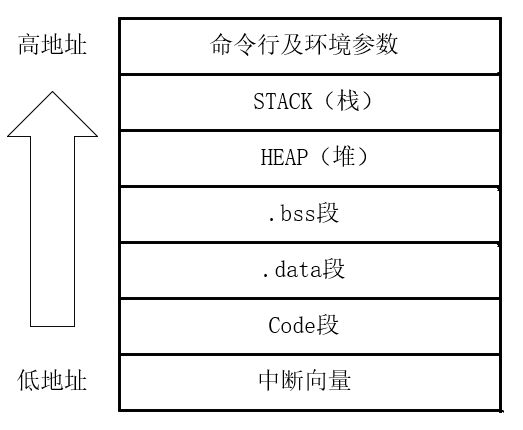 高地址
命令行及环境参数
STACK（栈）
HEAP（堆）
.bss段
.data段
Code段
低地址
中断向量